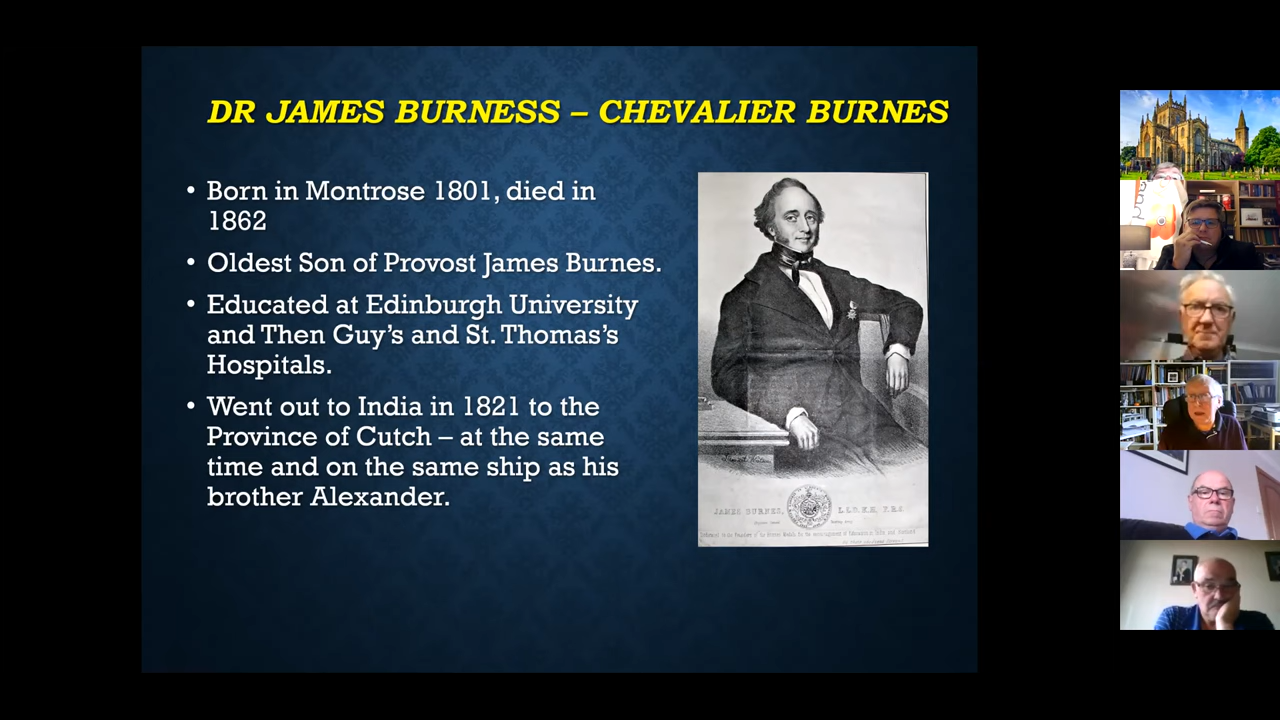 DR JAMES BURNESS – CHEVALIER BURNES
• Born in Montrose 1801, died in
1862
• Oldest Son of Provost James Burnes.
• Educated at Edinburgh University
and Then Guy's and St. Thomas's
Hospitals.
• Went out to India in 1821 to the
Province of Cutch – at the same
time and on the same ship as his
brother Alexander.
JAMES BURNES, L.L.D. K.H. F.R.S.